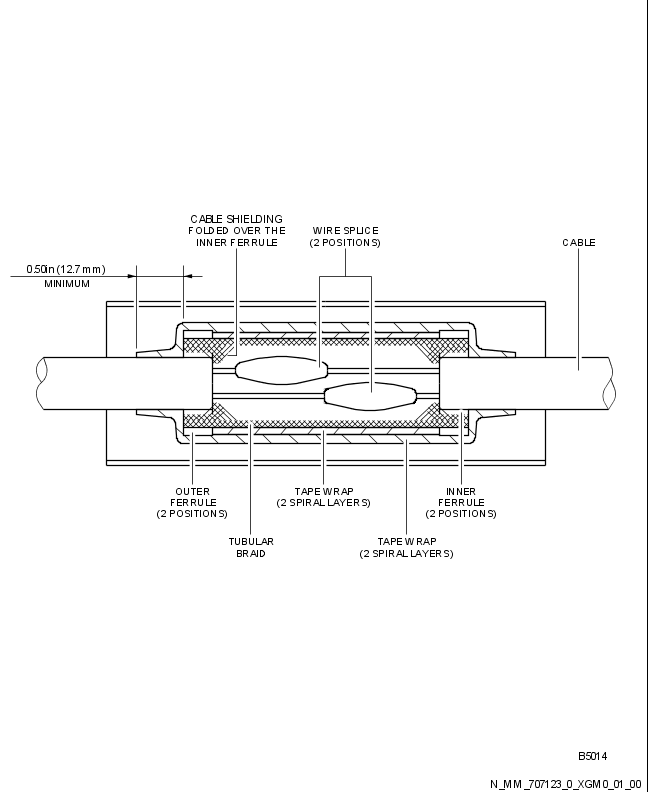 CABLE SHIELDING
FOLDED OVER THE
INNER FERRULE
WIRE SPLICE
(2 POSITIONS)
CABLE
0.50in (12.7 mm)
MINIMUM
OUTER
FERRULE
(2 POSITIONS)
TAPE WRAP
(2 SPIRAL LAYERS)
INNER
FERRULE
(2 POSITIONS)
TUBULAR
BRAID
TAPE WRAP
(2 SPIRAL LAYERS)
B5014
N_MM_707123_0_XGM0_01_00